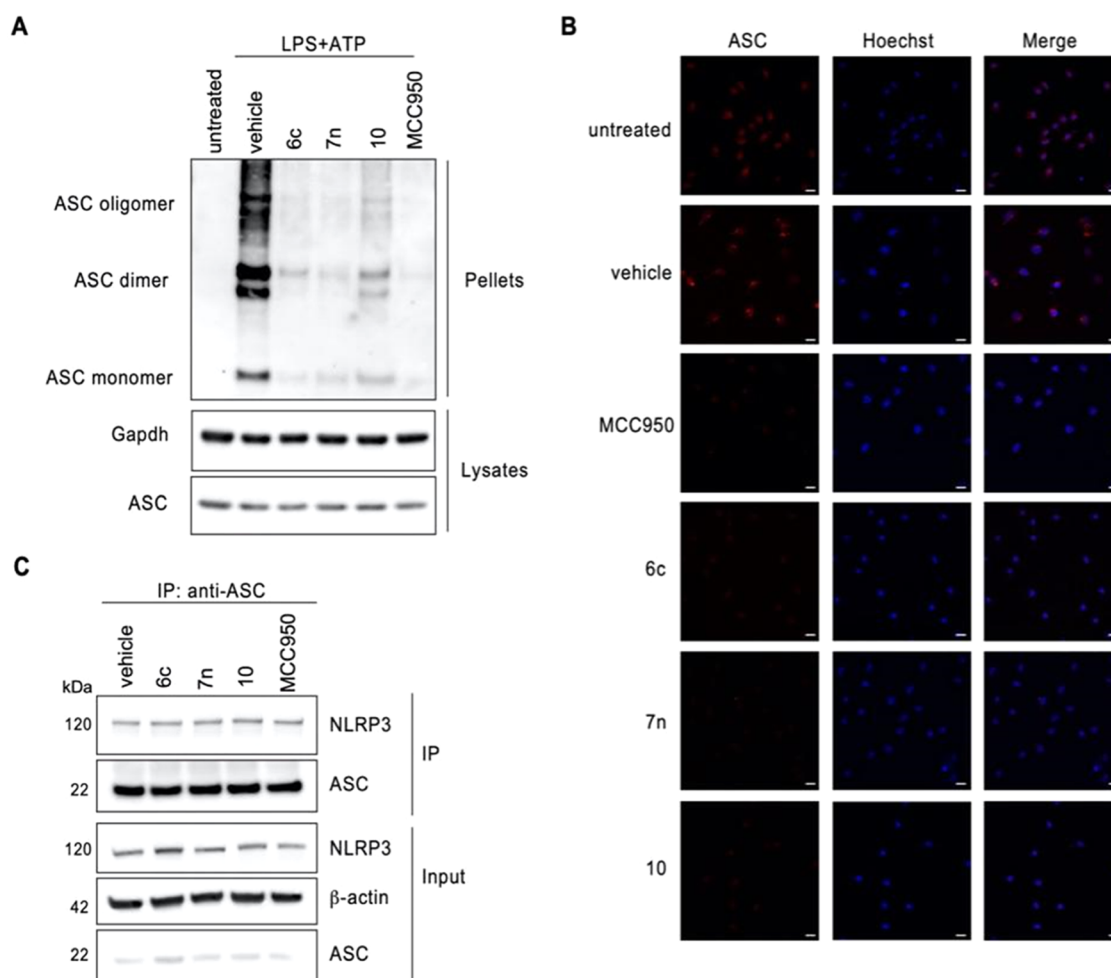 A
LPS+ATP
untreated
vehicle
6c
7n
10
MCC950
ASC oligomer
ASC dimer
ASC monomer
Pellets
Gapdh
ASC
Lysates
B
ASC Hoechst Merge
untreated
vehicle
MCC950
6c
7n
10
C
IP: anti-ASC
kDa
vehicle
6c
7n
10
MCC950
120 NLRP3
22 ASC
IP
120 NLRP3
42 β-actin
22 ASC
Input